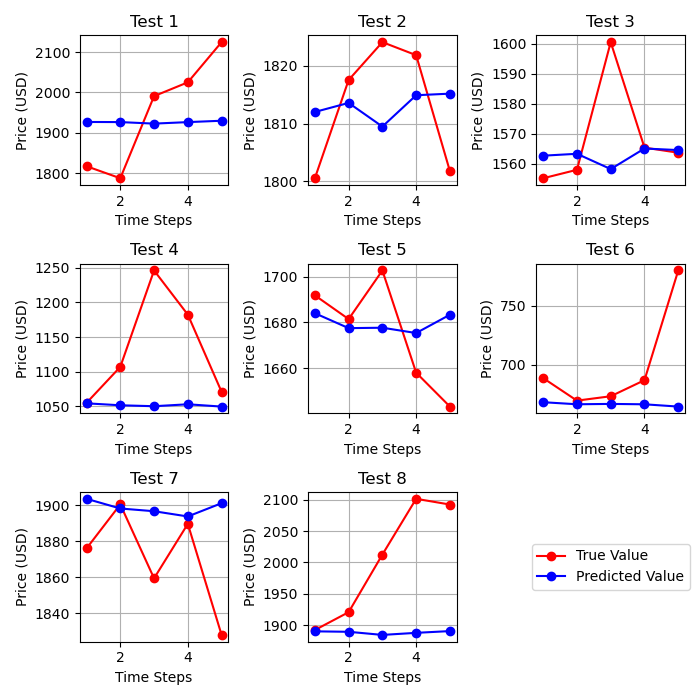 Test 1
Test 2
Test 3
2100
2000
1900
1800
Price (USD)
2
4
Time Steps
1820
1810
1800
Price (USD)
2
4
Time Steps
1600
1590
1580
1570
1560
Price (USD)
2
4
Time Steps
Test 4
Test 5
Test 6
1250
1200
1150
1100
1050
Price (USD)
2
4
Time Steps
1700
1680
1660
Price (USD)
2
4
Time Steps
750
700
Price (USD)
2
4
Time Steps
Test 7
Test 8
1900
1880
1860
1840
Price (USD)
2
4
Time Steps
2100
2050
2000
1950
1900
Price (USD)
2
4
Time Steps
True Value
Predicted Value